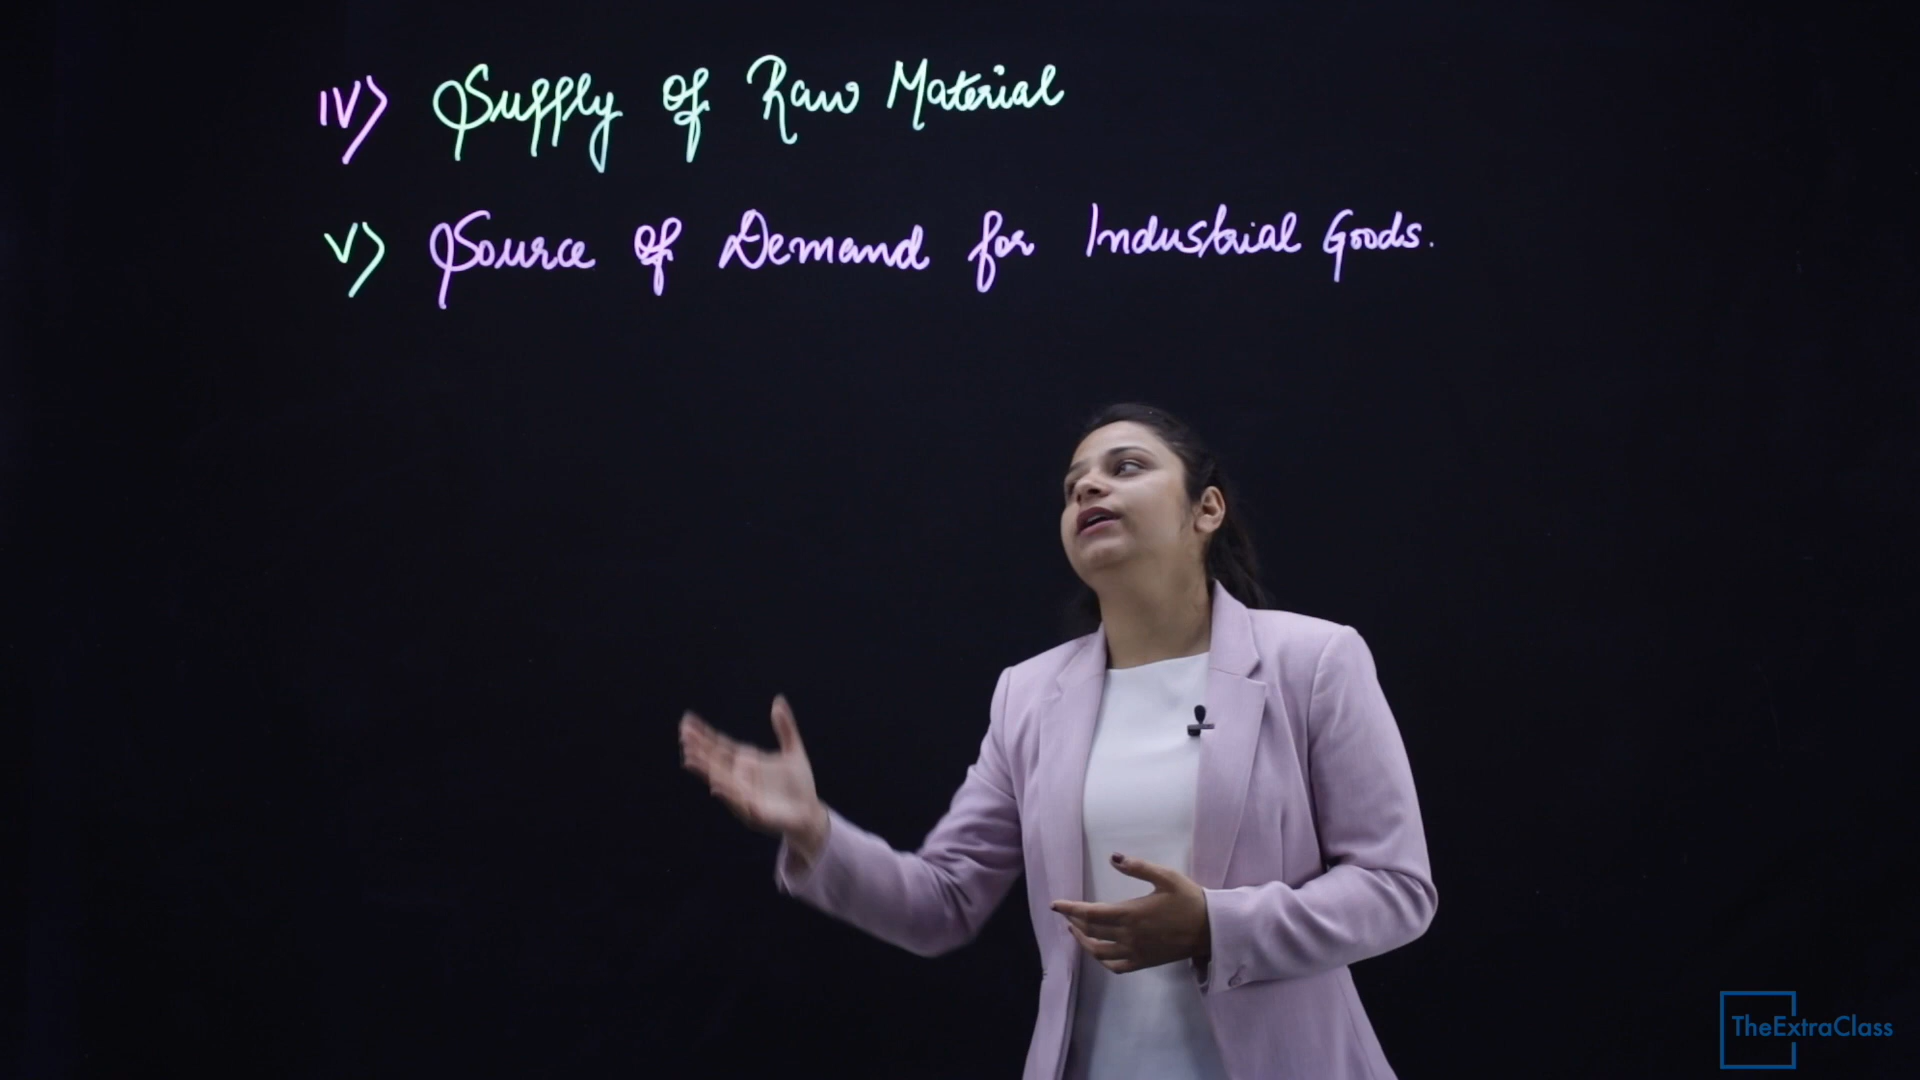 IV) Supply of Raw Material
V) Source of Demand for Industrial Goods.
TheExtraClass